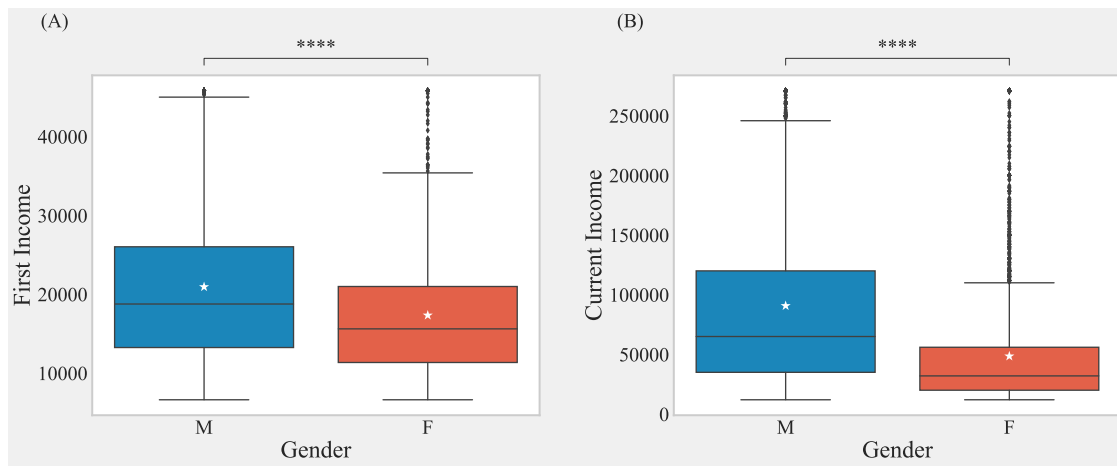 (A)
****
40000
30000
20000
10000
First Income
M
F
Gender
(B)
****
250000
200000
150000
100000
50000
0
Current Income
M
F
Gender